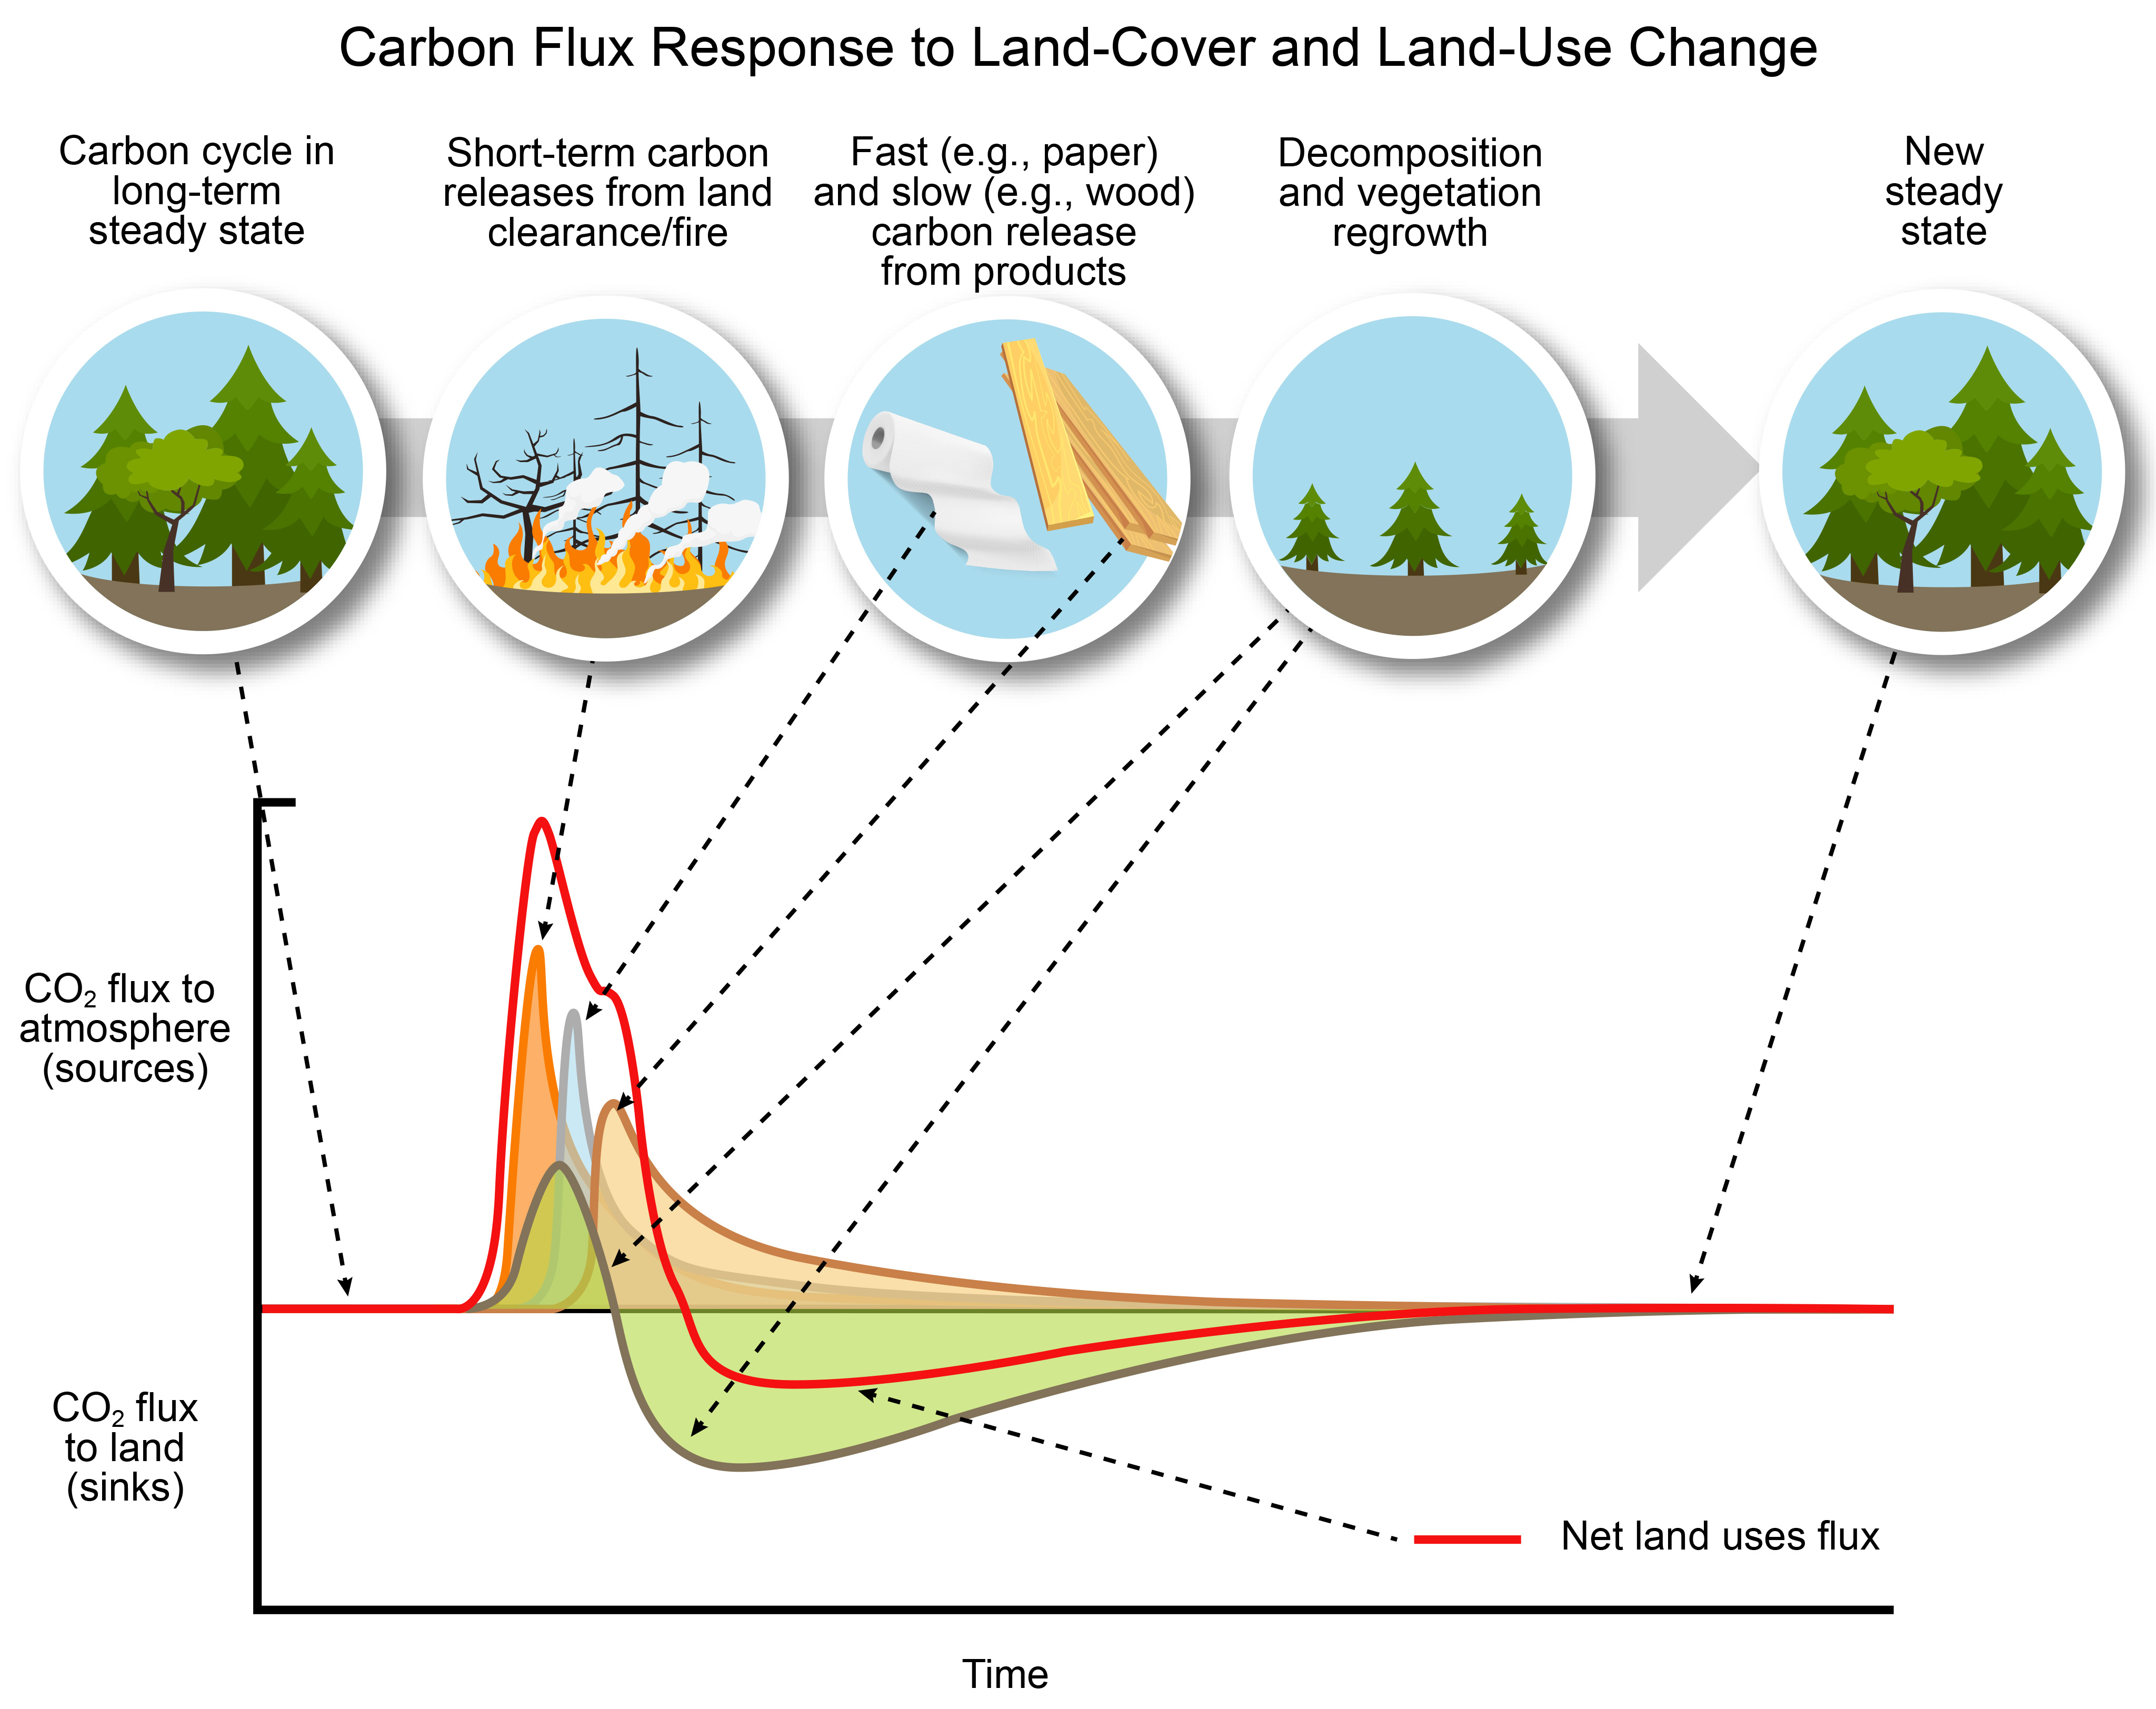 Carbon Flux Response to Land-Cover and Land-Use Change
Carbon cycle in
long-term
steady state
Short-term carbon
releases from land
clearance/fire
Fast (e.g., paper)
and slow (e.g., wood)
carbon release
from products
Decomposition
and vegetation
regrowth
New
steady
state
CO₂ flux to
atmosphere
(sources)
CO₂ flux
to land
(sinks)
Net land uses flux
Time